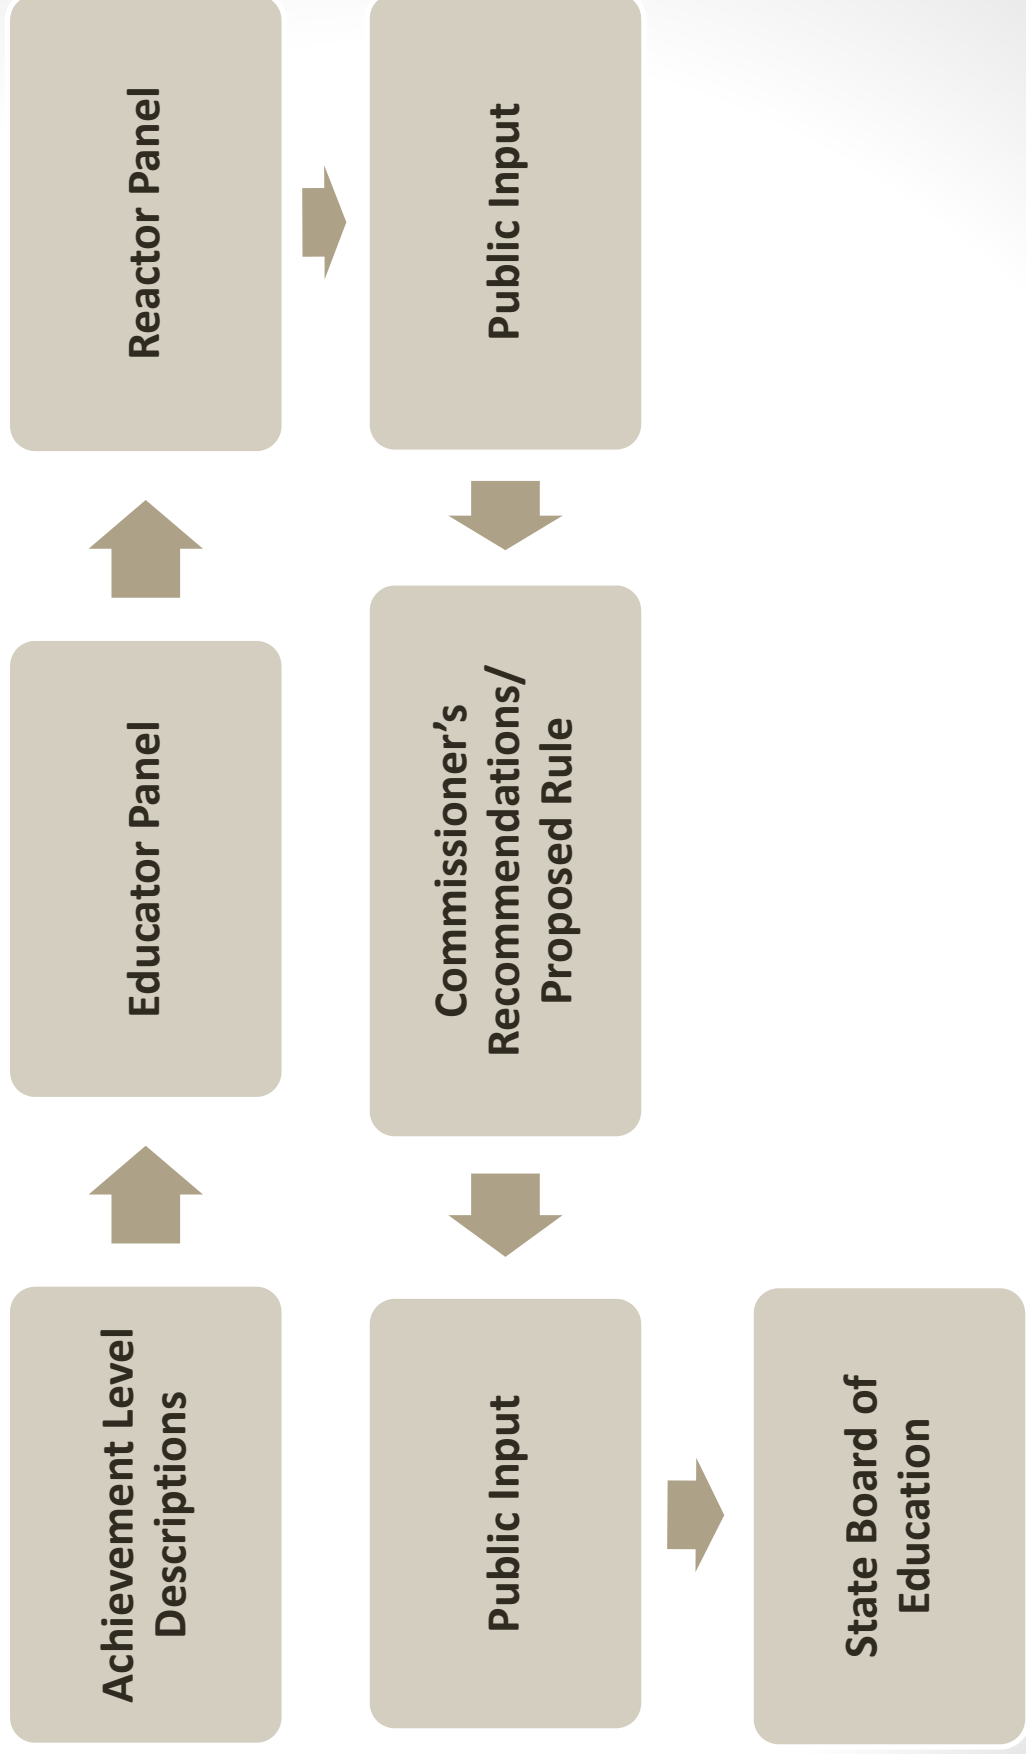 Achievement Level
Descriptions
Educator Panel
Reactor Panel
Public Input
Commissioner’s
Recommendations/
Proposed Rule
Public Input
State Board of
Education